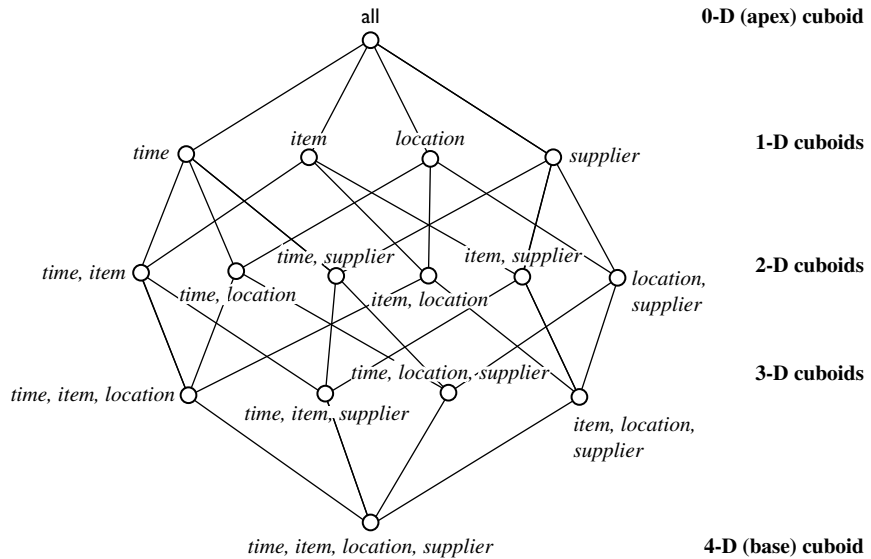 all
0-D (apex) cuboid
time
item
location
supplier
1-D cuboids
time, item
time, location
time, supplier
item, location
item, supplier
location,
supplier
2-D cuboids
time, item, location
time, item, supplier
time, location, supplier
item, location,
supplier
3-D cuboids
time, item, location, supplier
4-D (base) cuboid